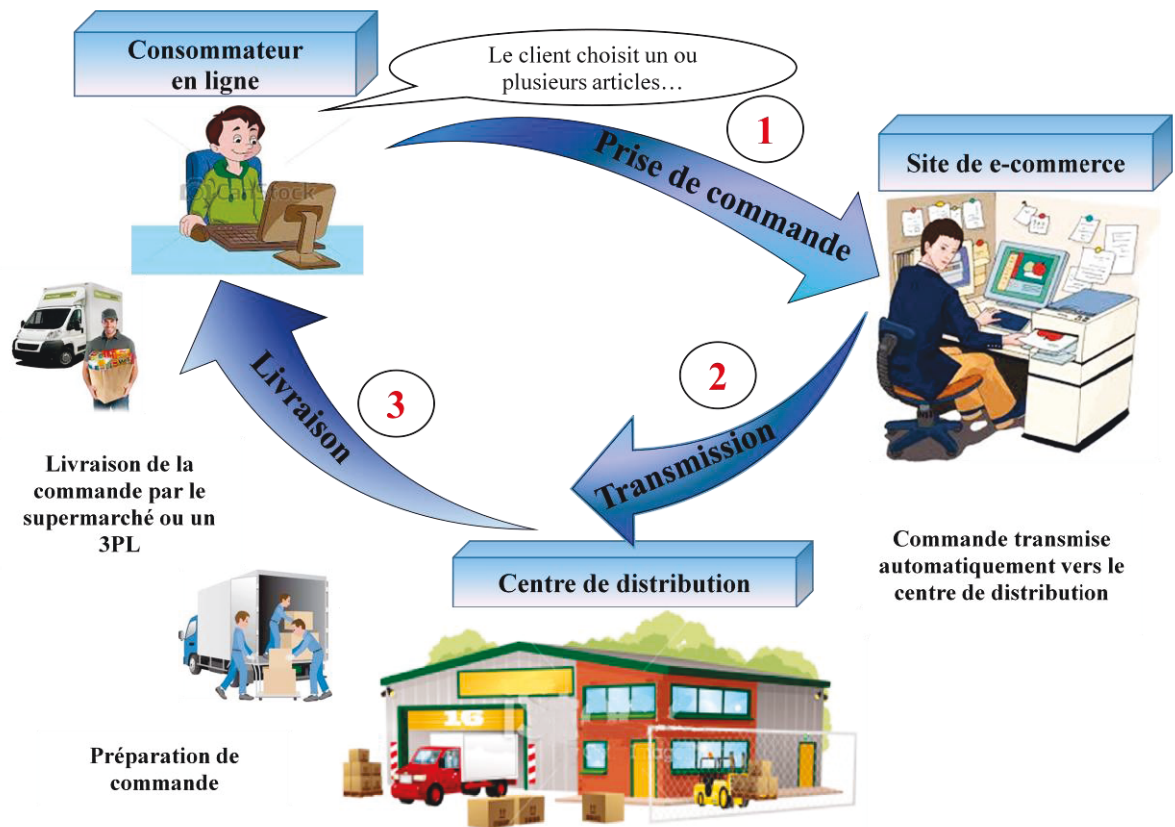 Consommateur
en ligne
Le client choisit un ou
plusieurs articles…
1
Prise de commande
Site de e-commerce
CanStock
2
Transmission
3
Livraison
Livraison de la
commande par le
supermarché ou un
3PL
Commande transmise
automatiquement vers le
centre de distribution
Centre de distribution
16
Préparation de
commande